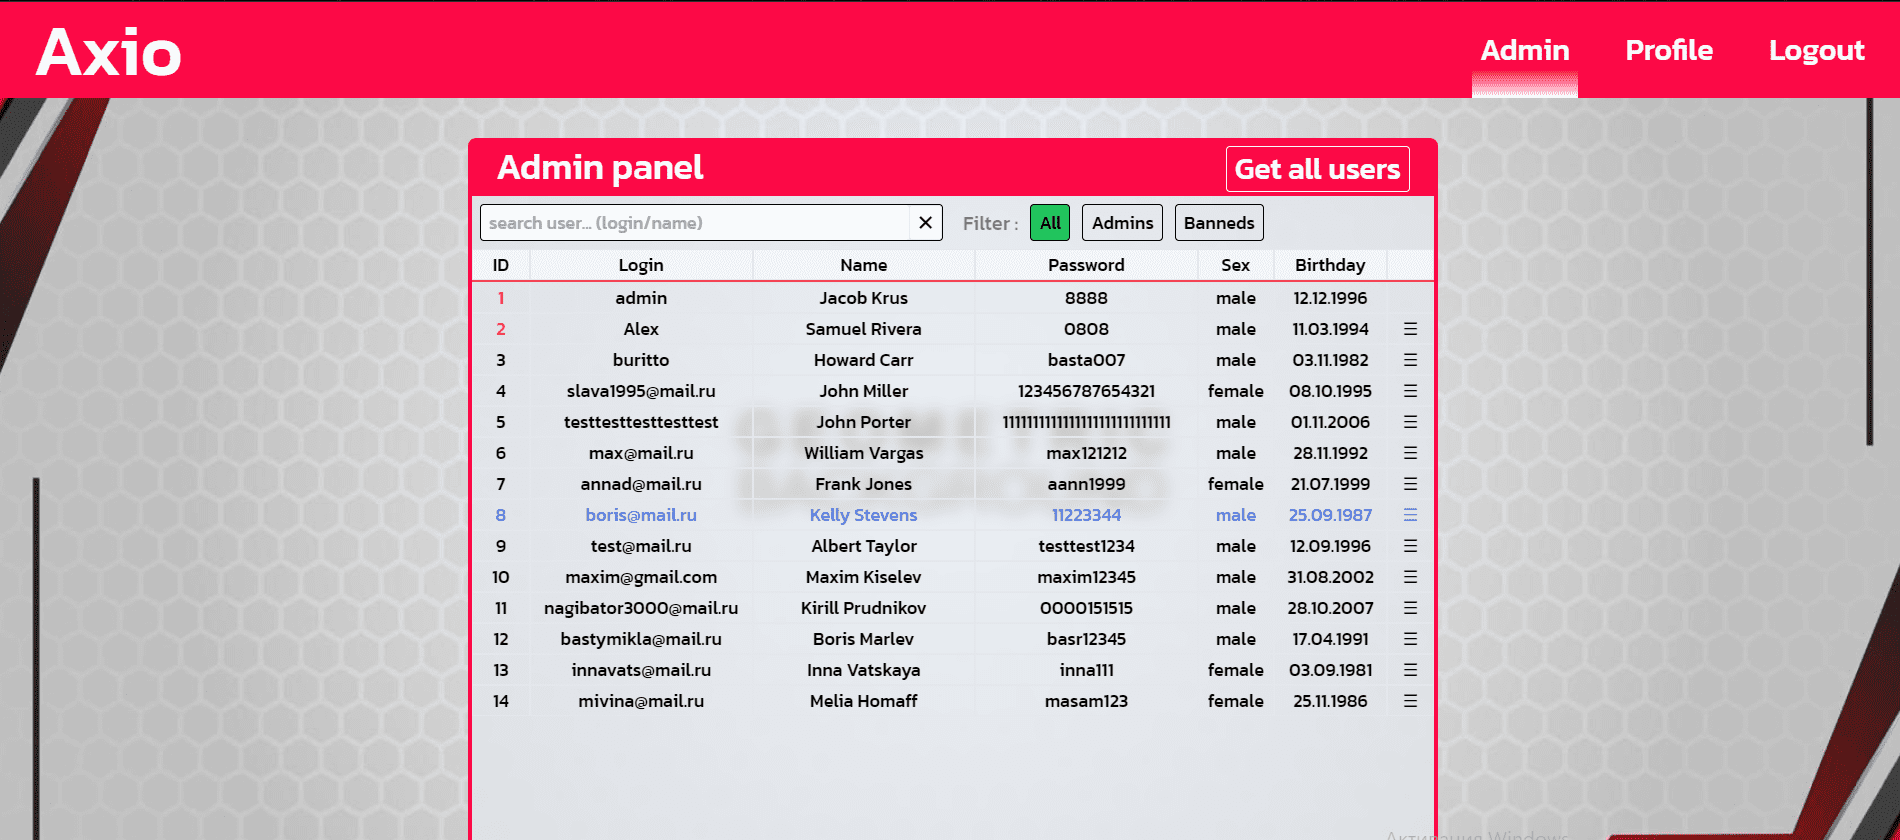 Axio Admin Profile Logout
Admin panel Get all users
search user... (login/name) ✕ Filter : All Admins Banneds
ID Login Name Password Sex Birthday
1 admin Jacob Krus 8888 male 12.12.1996
2 Alex Samuel Rivera 0808 male 11.03.1994
3 buritto Howard Carr basta007 male 03.11.1982
4 slava1995@mail.ru John Miller 123456787654321 female 08.10.1995
5 testtesttesttesttest John Porter male 01.11.2006
6 max@mail.ru William Vargas max121212 male 28.11.1992
7 annad@mail.ru Frank Jones aann1999 female 21.07.1999
8 boris@mail.ru Kelly Stevens 11223344 male 25.09.1987
9 test@mail.ru Albert Taylor testtest1234 male 12.09.1996
10 maxim@gmail.com Maxim Kiselev maxim12345 male 31.08.2002
11 nagibator3000@mail.ru Kirill Prudnikov 0000151515 male 28.10.2007
12 bastymikla@mail.ru Boris Marlev basr12345 male 17.04.1991
13 innavats@mail.ru Inna Vatskaya inna111 female 03.09.1981
14 mivina@mail.ru Melia Homaff masam123 female 25.11.1986
Активация Windows